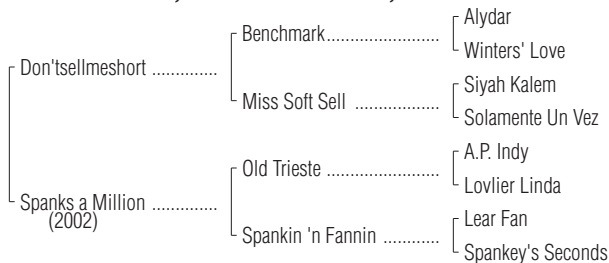 Alydar
Benchmark.........................
Winters' Love
Don'tsellmeshort ..............
Siyah Kalem
Miss Soft Sell ...................
Solamente Un Vez
A.P. Indy
Old Trieste ........................
Lovlier Linda
Spanks a Million ..............
(2002)
Lear Fan
Spankin 'n Fannin ............
Spankey's Seconds